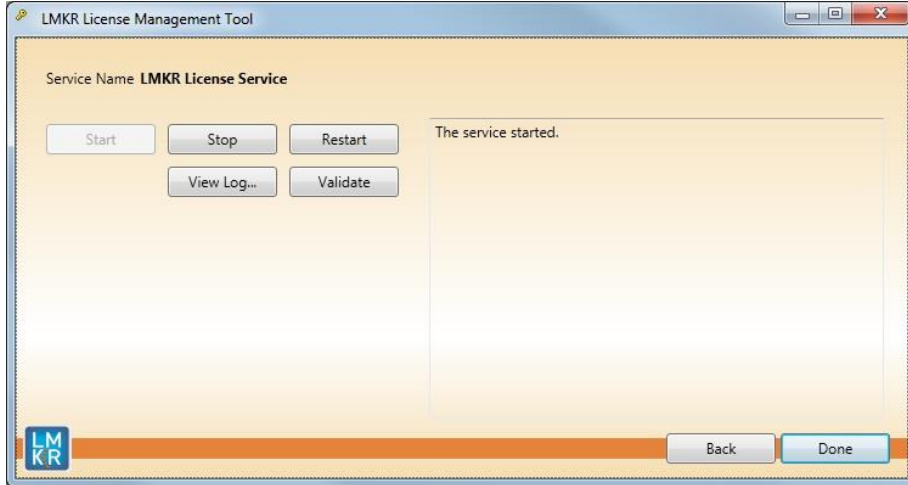 LMKR License Management Tool
Service Name LMKR License Service
Start Stop Restart
View Log... Validate
The service started.
LM
KR
Back Done